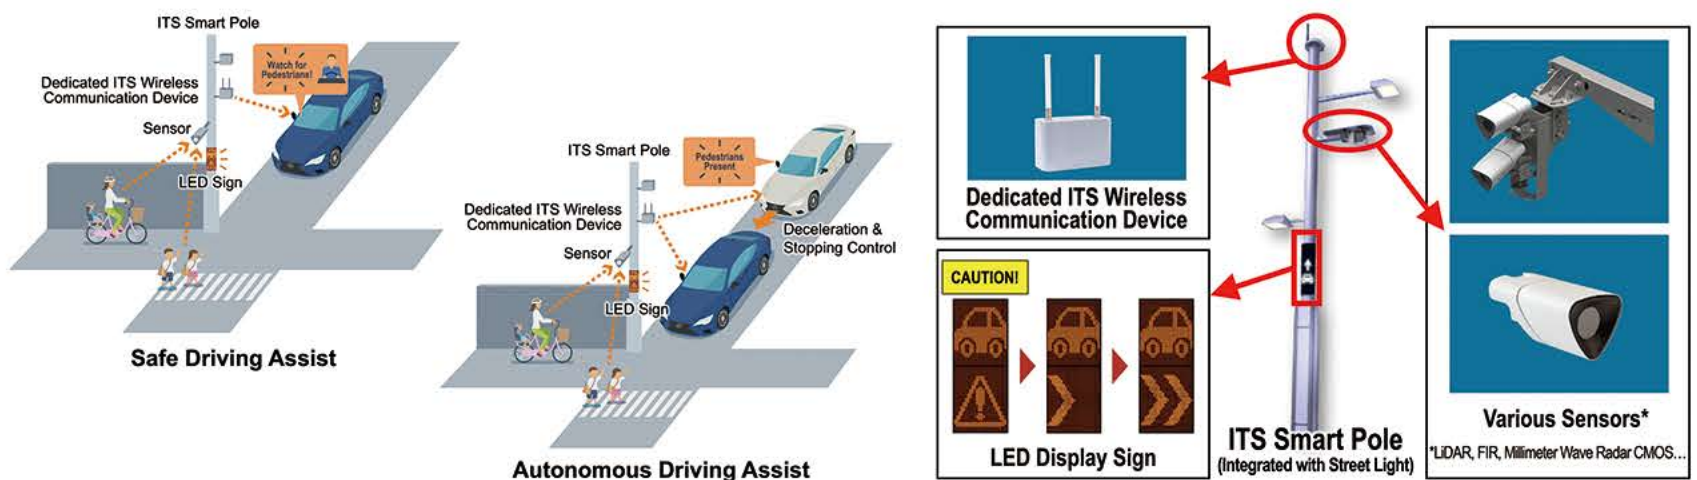 ITS Smart Pole
Watch for
Pedestrians!
Dedicated ITS Wireless
Communication Device
Sensor
LED Sign
Safe Driving Assist
ITS Smart Pole
Pedestrians
Present
Dedicated ITS Wireless
Communication Device
Deceleration &
Stopping Control
Sensor
LED Sign
Autonomous Driving Assist
Dedicated ITS Wireless
Communication Device
CAUTION!
LED Display Sign
ITS Smart Pole
(Integrated with Street Light)
Various Sensors*
*LiDAR, FIR, Millimeter Wave Radar CMOS...